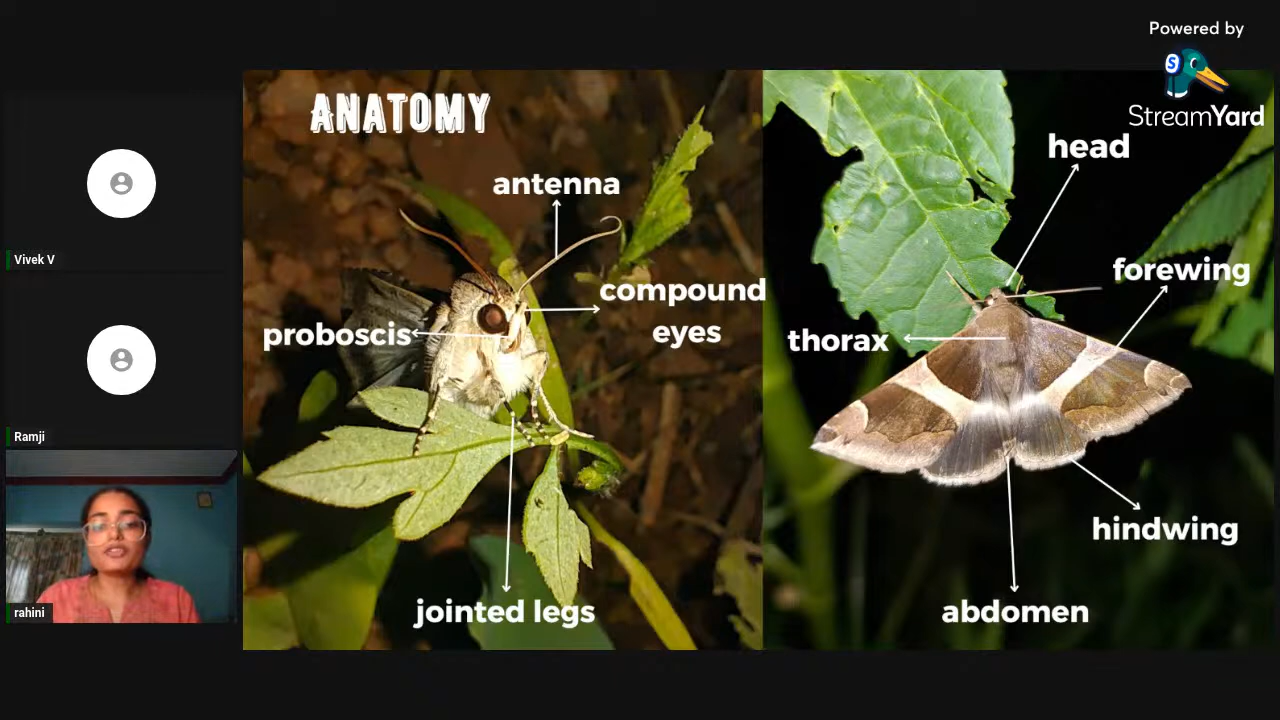 Powered by
S
StreamYard
ANATOMY
antenna
compound
eyes
proboscis
jointed legs
head
forewing
thorax
hindwing
abdomen
Vivek V
Ramji
rahini